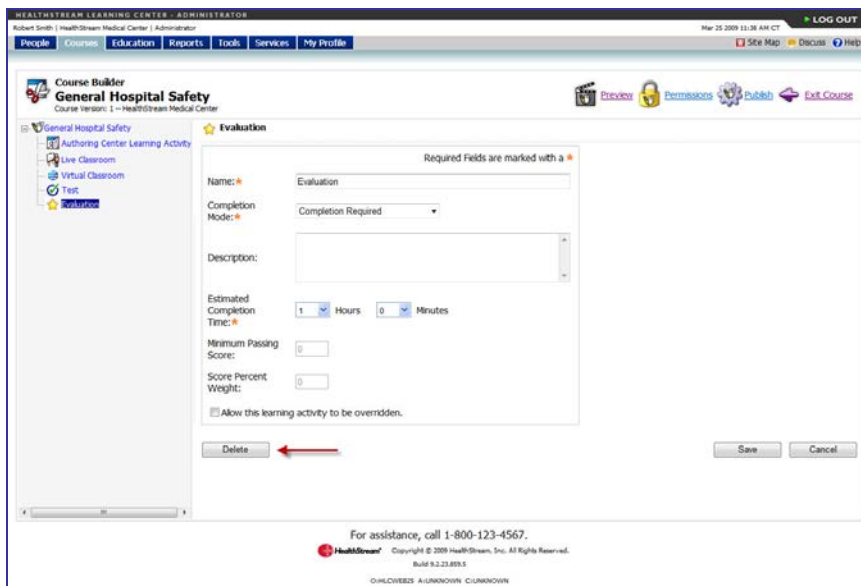 HEALTHSTREAM LEARNING CENTER - ADMINISTRATOR
LOG OUT
Robert Smith | HealthStream Medical Center | Administrator
Mar 25 2009 11:38 AM CT
People Courses Education Reports Tools Services My Profile
Site Map Discuss Help
Course Builder
General Hospital Safety
Course Version: 1 -- HealthStream Medical Center
Preview Permissions Publish Exit Course
General Hospital Safety
Authoring Center Learning Activity
Live Classroom
Virtual Classroom
Test
Evaluation
Evaluation
Required Fields are marked with a *
Name:* Evaluation
Completion
Mode:* Completion Required
Description:
Estimated
Completion
Time:* 1 Hours 0 Minutes
Minimum Passing
Score: 0
Score Percent
Weight: 0
Allow this learning activity to be overridden.
Delete
Save Cancel
For assistance, call 1-800-123-4567.
HealthStream Copyright © 2009 HealthStream, Inc. All Rights Reserved.
Build 9.2.23.859.5
O:HLCWEB25 A:UNKNOWN C:UNKNOWN